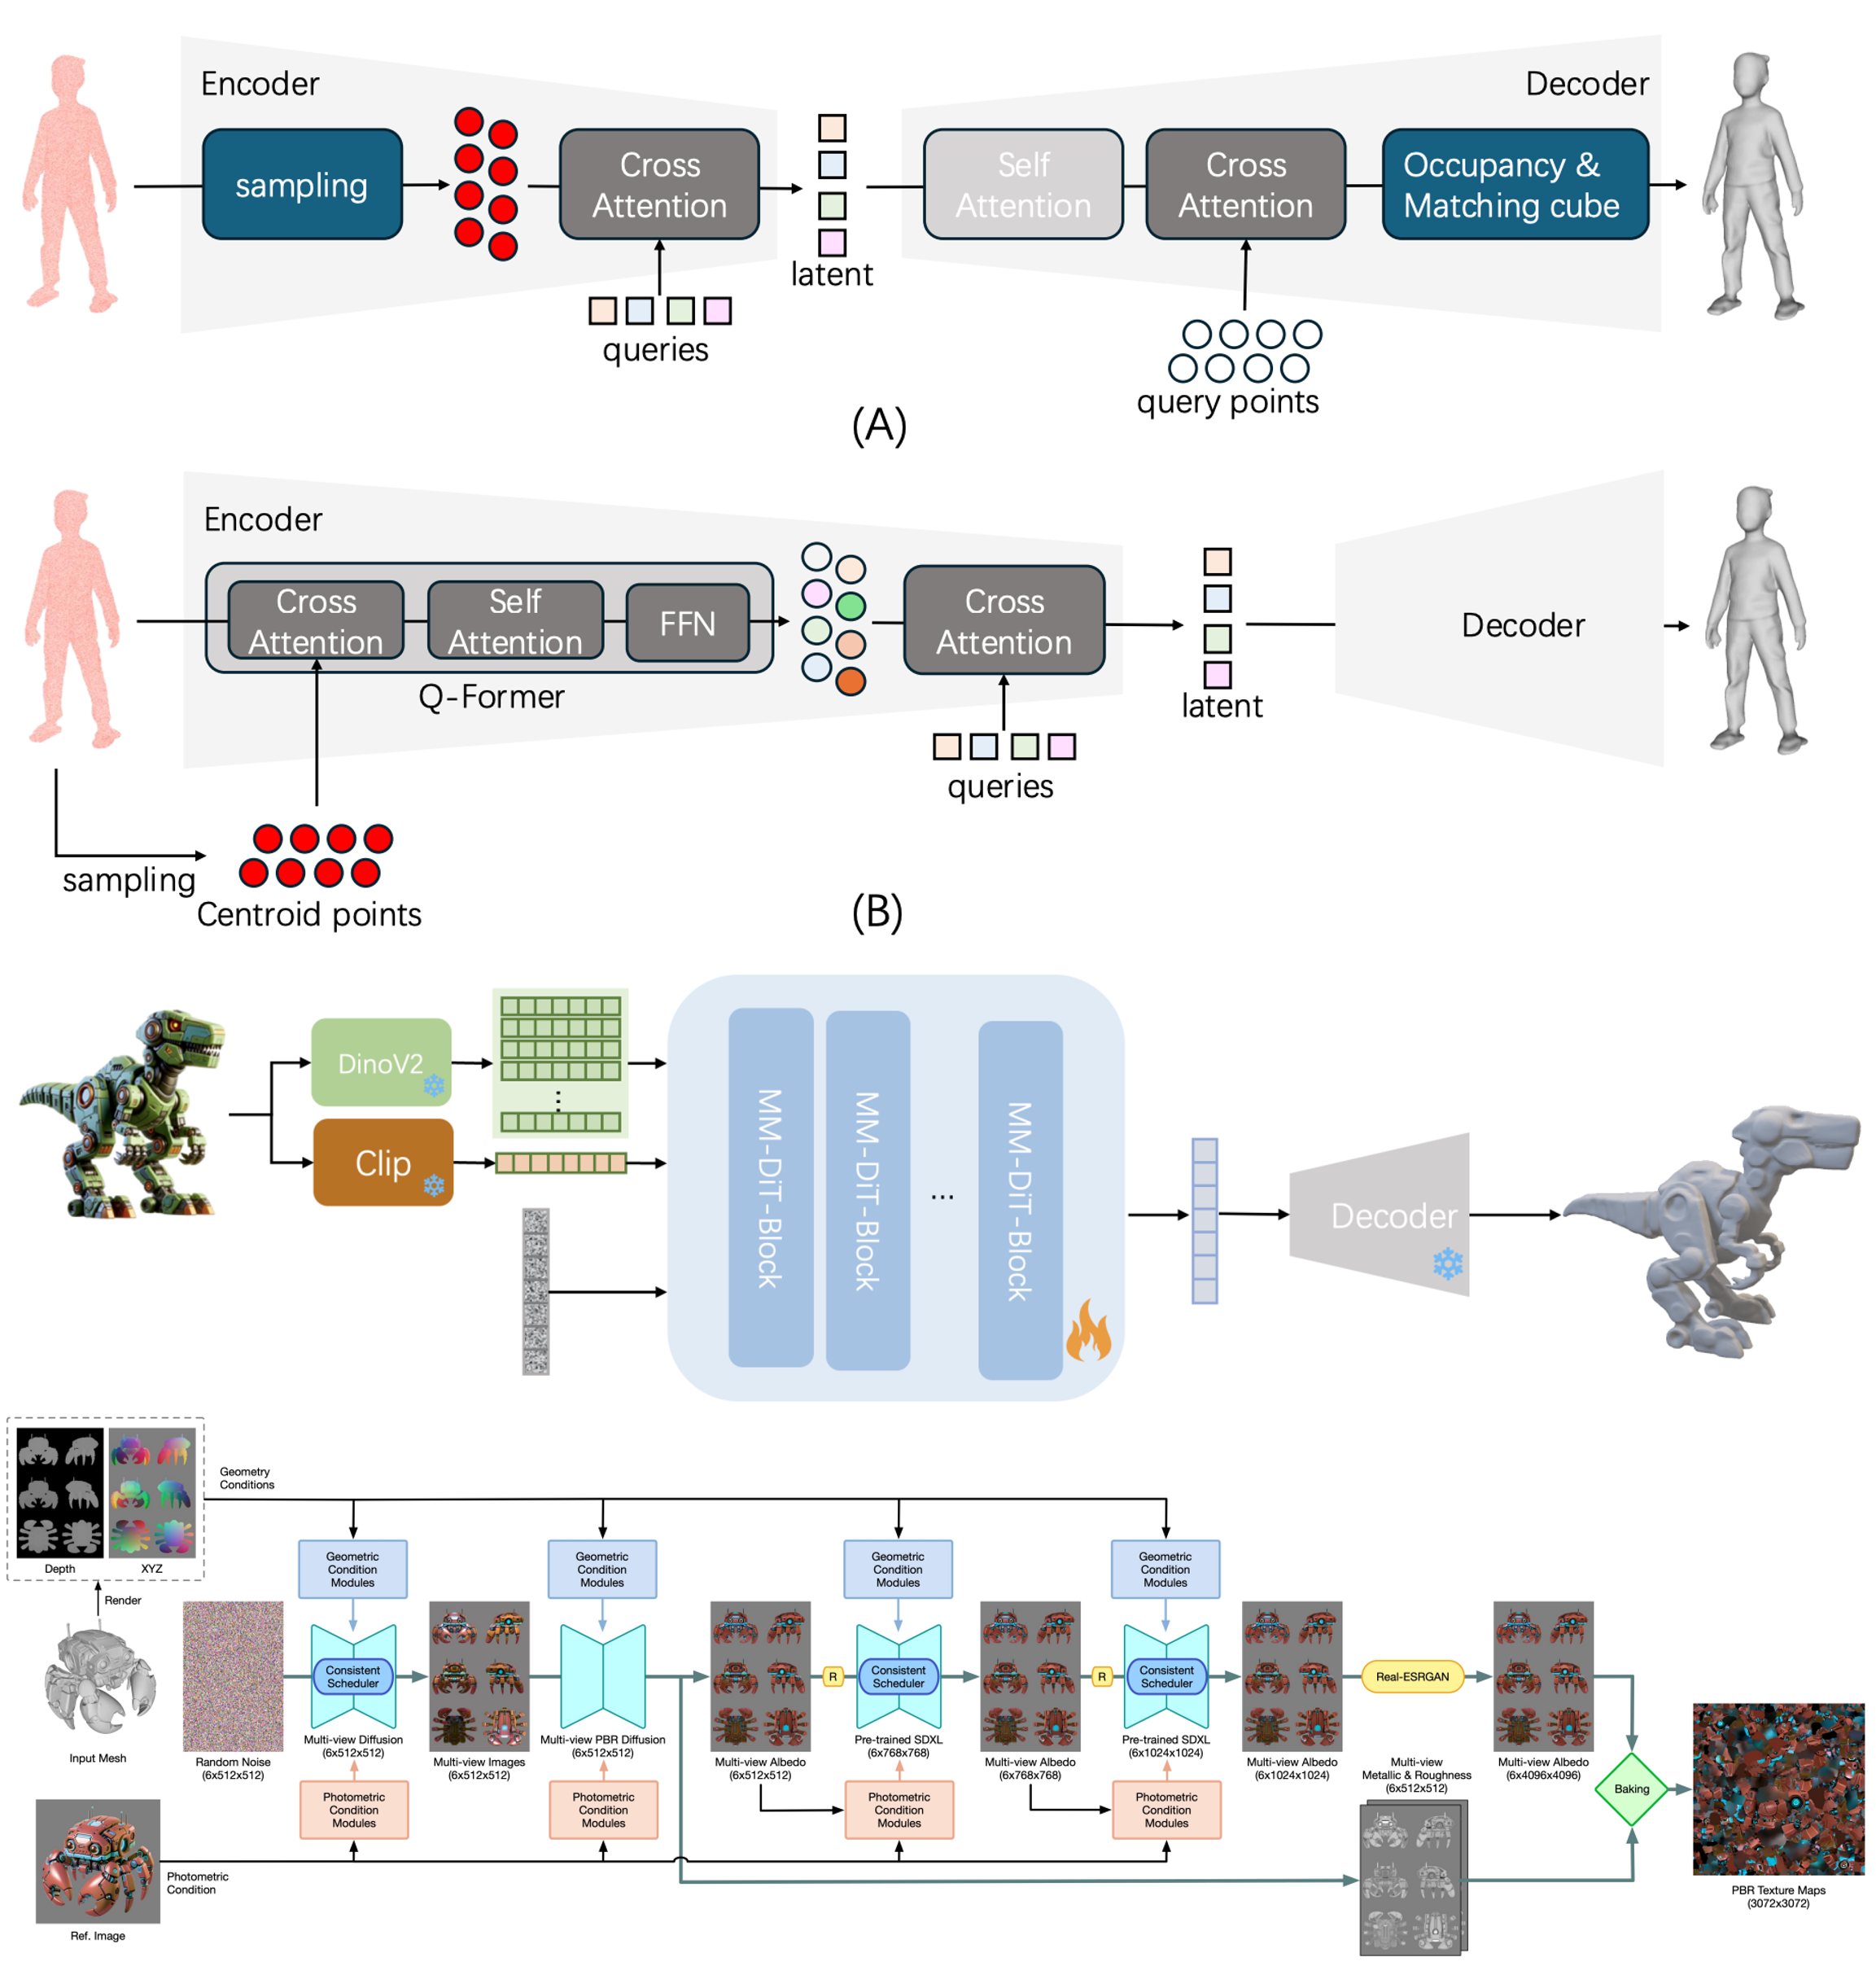 Encoder
Decoder
sampling
Cross
Attention
latent
queries
Self
Attention
Cross
Attention
Occupancy &
Matching cube
query points
(A)
Encoder
Cross
Attention
Self
Attention
FFN
Q-Former
Cross
Attention
queries
latent
Decoder
sampling
Centroid points
(B)
DinoV2
Clip
MM-DiT-Block
MM-DiT-Block
...
MM-DiT-Block
Decoder
Depth
XYZ
Render
Input Mesh
Geometry
Conditions
Geometric
Condition
Modules
Geometric
Condition
Modules
Geometric
Condition
Modules
Geometric
Condition
Modules
Random Noise
(6x512x512)
Consistent
Scheduler
Multi-view Diffusion
(6x512x512)
Multi-view Images
(6x512x512)
Multi-view PBR Diffusion
(6x512x512)
Multi-view Albedo
(6x512x512)
R
Consistent
Scheduler
Pre-trained SDXL
(6x768x768)
Multi-view Albedo
(6x768x768)
R
Consistent
Scheduler
Pre-trained SDXL
(6x1024x1024)
Multi-view Albedo
(6x1024x1024)
Real-ESRGAN
Multi-view
Metallic & Roughness
(6x512x512)
Multi-view Albedo
(6x4096x4096)
Baking
PBR Texture Maps
(3072x3072)
Photometric
Condition
Modules
Photometric
Condition
Modules
Photometric
Condition
Modules
Photometric
Condition
Modules
Photometric
Condition
Ref. Image